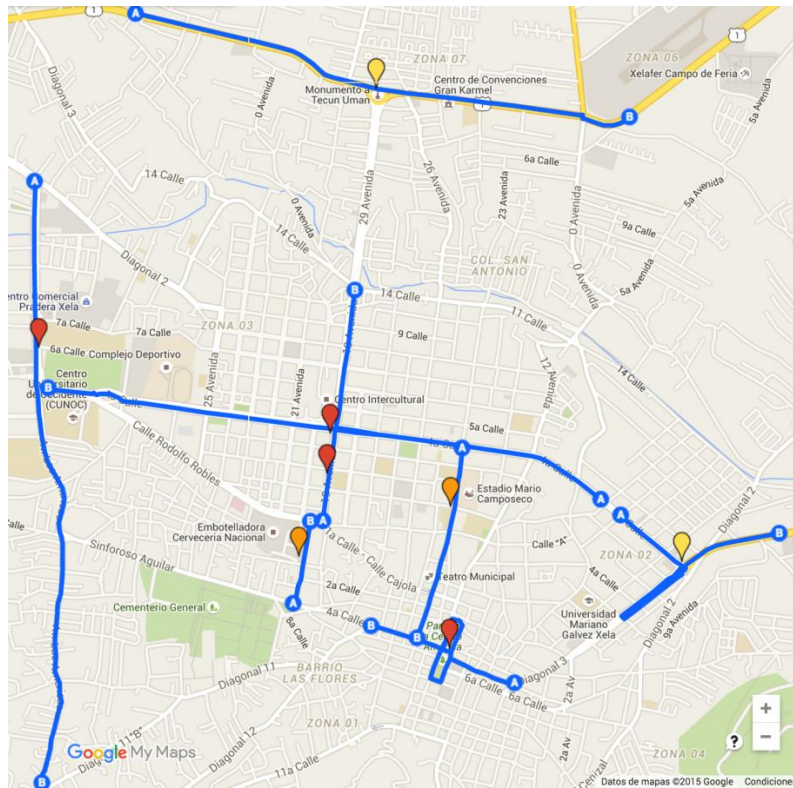 1
A
ZONA 07
ZONA 06
1
Xelafer Campo de Feria
Diagonal 3
0 Avenida
Monumento a
Tecun Uman
Centro de Convenciones
Gran Karmel
1
B
5a Avenida
6a Calle
A
14 Calle
0 Avenida
29 Avenida
26 Avenida
23 Avenida
0 Avenida
5a Avenida
9a Calle
14 Calle
Diagonal 2
COL. SAN
ANTONIO
5a Avenida
B
14 Calle
11 Calle
Pradera Xela
7a Calle
7a Calle
ZONA 03
9 Calle
6a Calle
Complejo Deportivo
25 Avenida
21 Avenida
12 Avenida
14 Calle
Centro
de Occidente
(CUNOC)
B
Centro Intercultural
5a Calle
A
Calle Rodolfo Robles
Estadio Mario
Camposeco
A
A
Embotelladora
Cerveceria Nacional
B
A
1a Calle - Calle Cajola
Calle "A"
ZONA 02
Diagonal 2
B
Sinforoso Aguilar
2a Calle
Teatro Municipal
4a Calle
Cementerio General
A
8a Calle
4a Calle
B
B
Universidad
Mariano
Galvez Xela
Diagonal 2
9a Avenida
Diagonal 11
BARRIO
LAS FLORES
Diagonal 3
6a Calle
A
6a Calle
2a Av
Diagonal 11 "B"
Diagonal 12
ZONA 01
2a Av
Google My Maps
11a Calle
B
Cenizal
ZONA 04
+
−
?
Datos de mapas ©2015 Google
Condicione